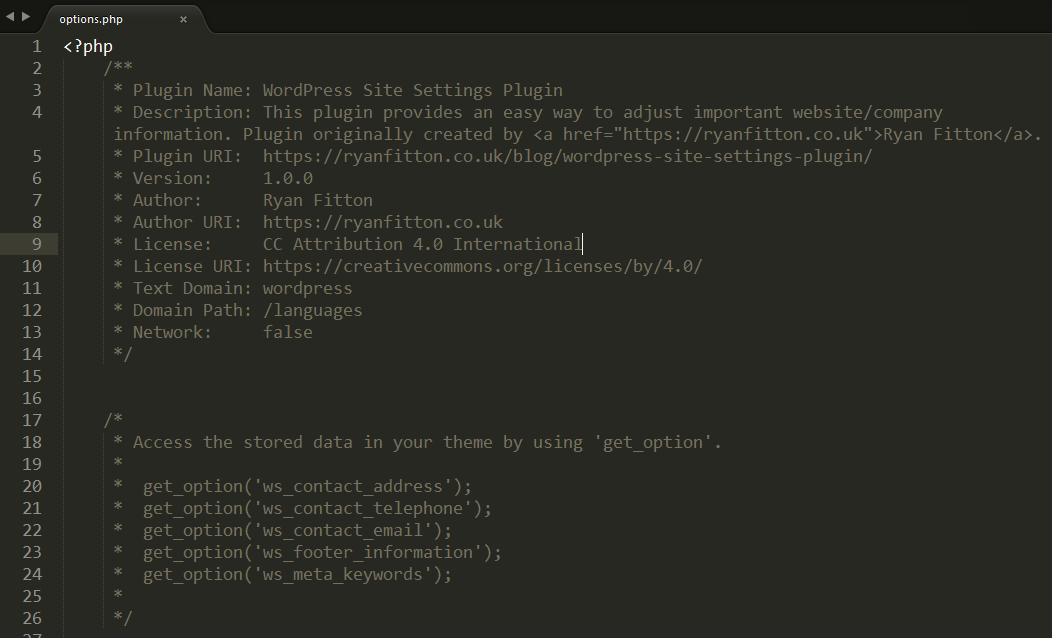 options.php ×
1 <?php
2 /**
3 * Plugin Name: WordPress Site Settings Plugin
4 * Description: This plugin provides an easy way to adjust important website/company
information. Plugin originally created by <a href="https://ryanfitton.co.uk">Ryan Fitton</a>.
5 * Plugin URI:  https://ryanfitton.co.uk/blog/wordpress-site-settings-plugin/
6 * Version:     1.0.0
7 * Author:      Ryan Fitton
8 * Author URI:  https://ryanfitton.co.uk
9 * License:     CC Attribution 4.0 International
10 * License URI: https://creativecommons.org/licenses/by/4.0/
11 * Text Domain: wordpress
12 * Domain Path: /languages
13 * Network:     false
14 */
15
16
17 /*
18 * Access the stored data in your theme by using 'get_option'.
19 *
20 *  get_option('ws_contact_address');
21 *  get_option('ws_contact_telephone');
22 *  get_option('ws_contact_email');
23 *  get_option('ws_footer_information');
24 *  get_option('ws_meta_keywords');
25 *
26 */
27